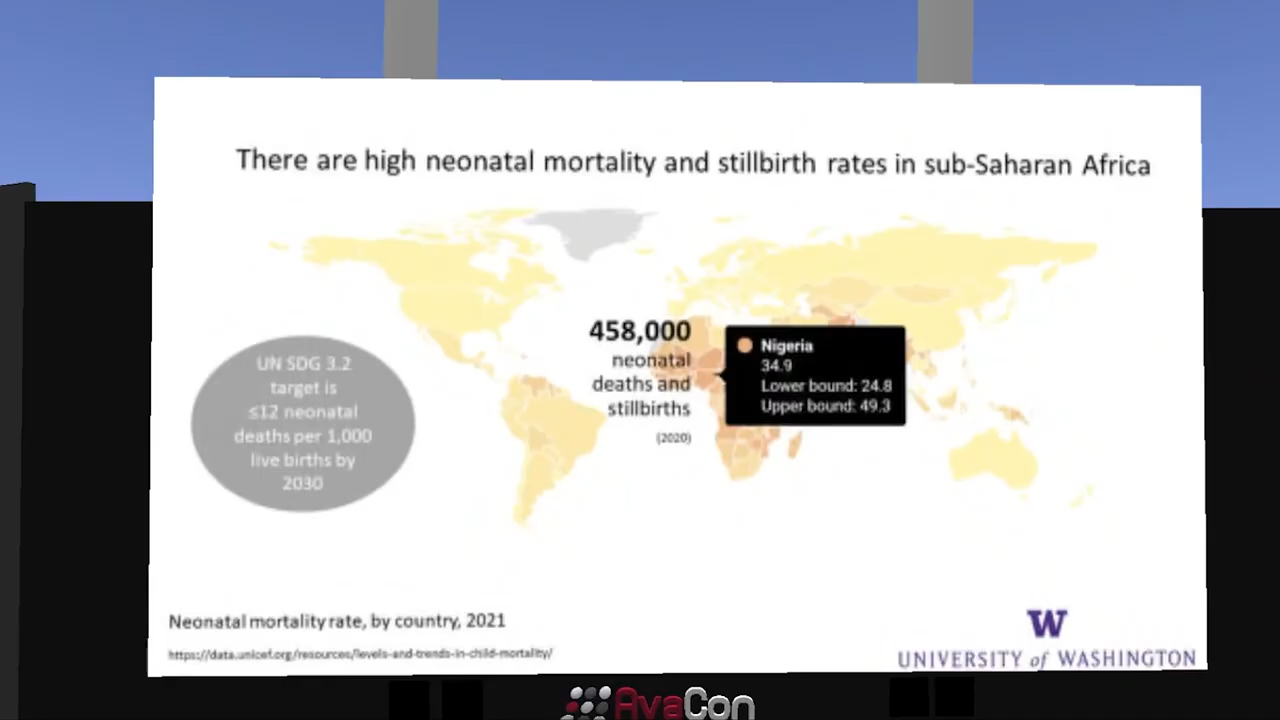 There are high neonatal mortality and stillbirth rates in sub-Saharan Africa
458,000
neonatal
deaths and
stillbirths
(2020)
Nigeria
34.9
Lower bound: 24.8
Upper bound: 49.3
UN SDG 3.2
target is
≤12 neonatal
deaths per 1,000
live births by
2030
Neonatal mortality rate, by country, 2021
https://data.unicef.org/resources/levels-and-trends-in-child-mortality/
W
UNIVERSITY of WASHINGTON
AvaCon